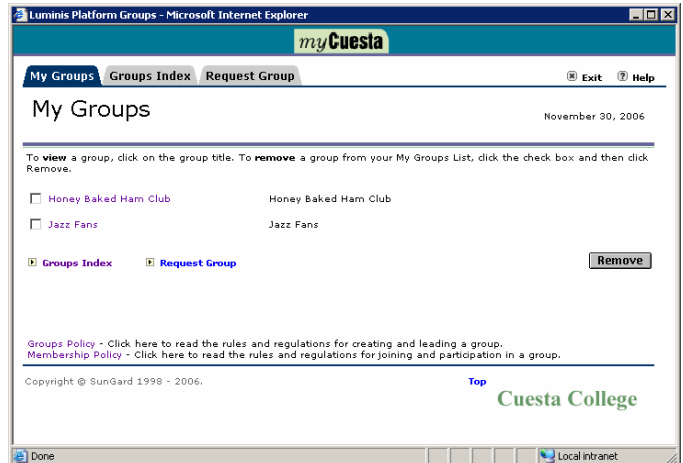 Luminis Platform Groups - Microsoft Internet Explorer
myCuesta
My Groups Groups Index Request Group Exit Help
My Groups
November 30, 2006
To view a group, click on the group title. To remove a group from your My Groups List, click the check box and then click
Remove.
Honey Baked Ham Club Honey Baked Ham Club
Jazz Fans Jazz Fans
Groups Index Request Group Remove
Groups Policy - Click here to read the rules and regulations for creating and leading a group.
Membership Policy - Click here to read the rules and regulations for joining and participation in a group.
Copyright © SunGard 1998 - 2006. Top
Cuesta College
Done Local intranet